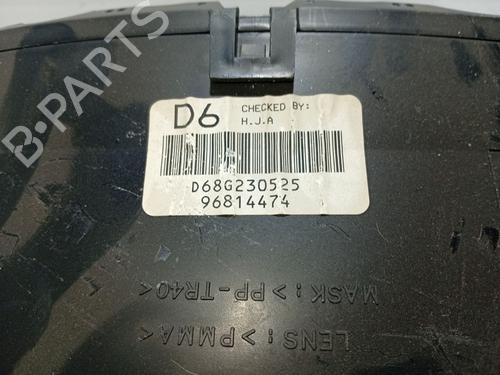 B-PARTS
D6 CHECKED BY:
H.J.A
D68G230525
96814474
MASK: >PP-TR40<
LENS: >PMMA<